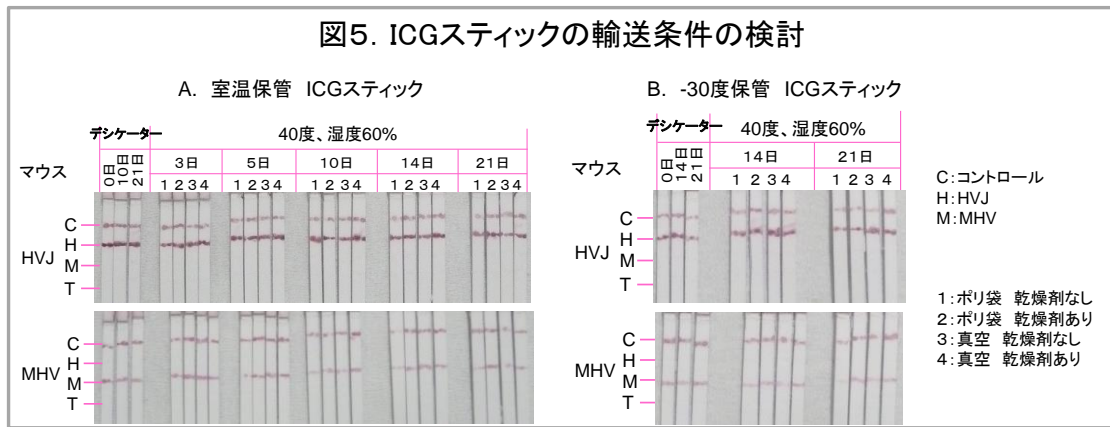 図5. ICGスティックの輸送条件の検討
A. 室温保管 ICGスティック
デシケーター
40度、湿度60%
マウス
0日
10日
21日
3日
5日
10日
14日
21日
1 2 3 4
1 2 3 4
1 2 3 4
1 2 3 4
1 2 3 4
HVJ
C
H
M
T
MHV
C
H
M
T
B. -30度保管 ICGスティック
デシケーター
40度、湿度60%
マウス
0日
14日
21日
14日
21日
1 2 3 4
1 2 3 4
HVJ
C
H
M
T
MHV
C
H
M
T
C:コントロール
H:HVJ
M:MHV
1:ポリ袋 乾燥剤なし
2:ポリ袋 乾燥剤あり
3:真空 乾燥剤なし
4:真空 乾燥剤あり